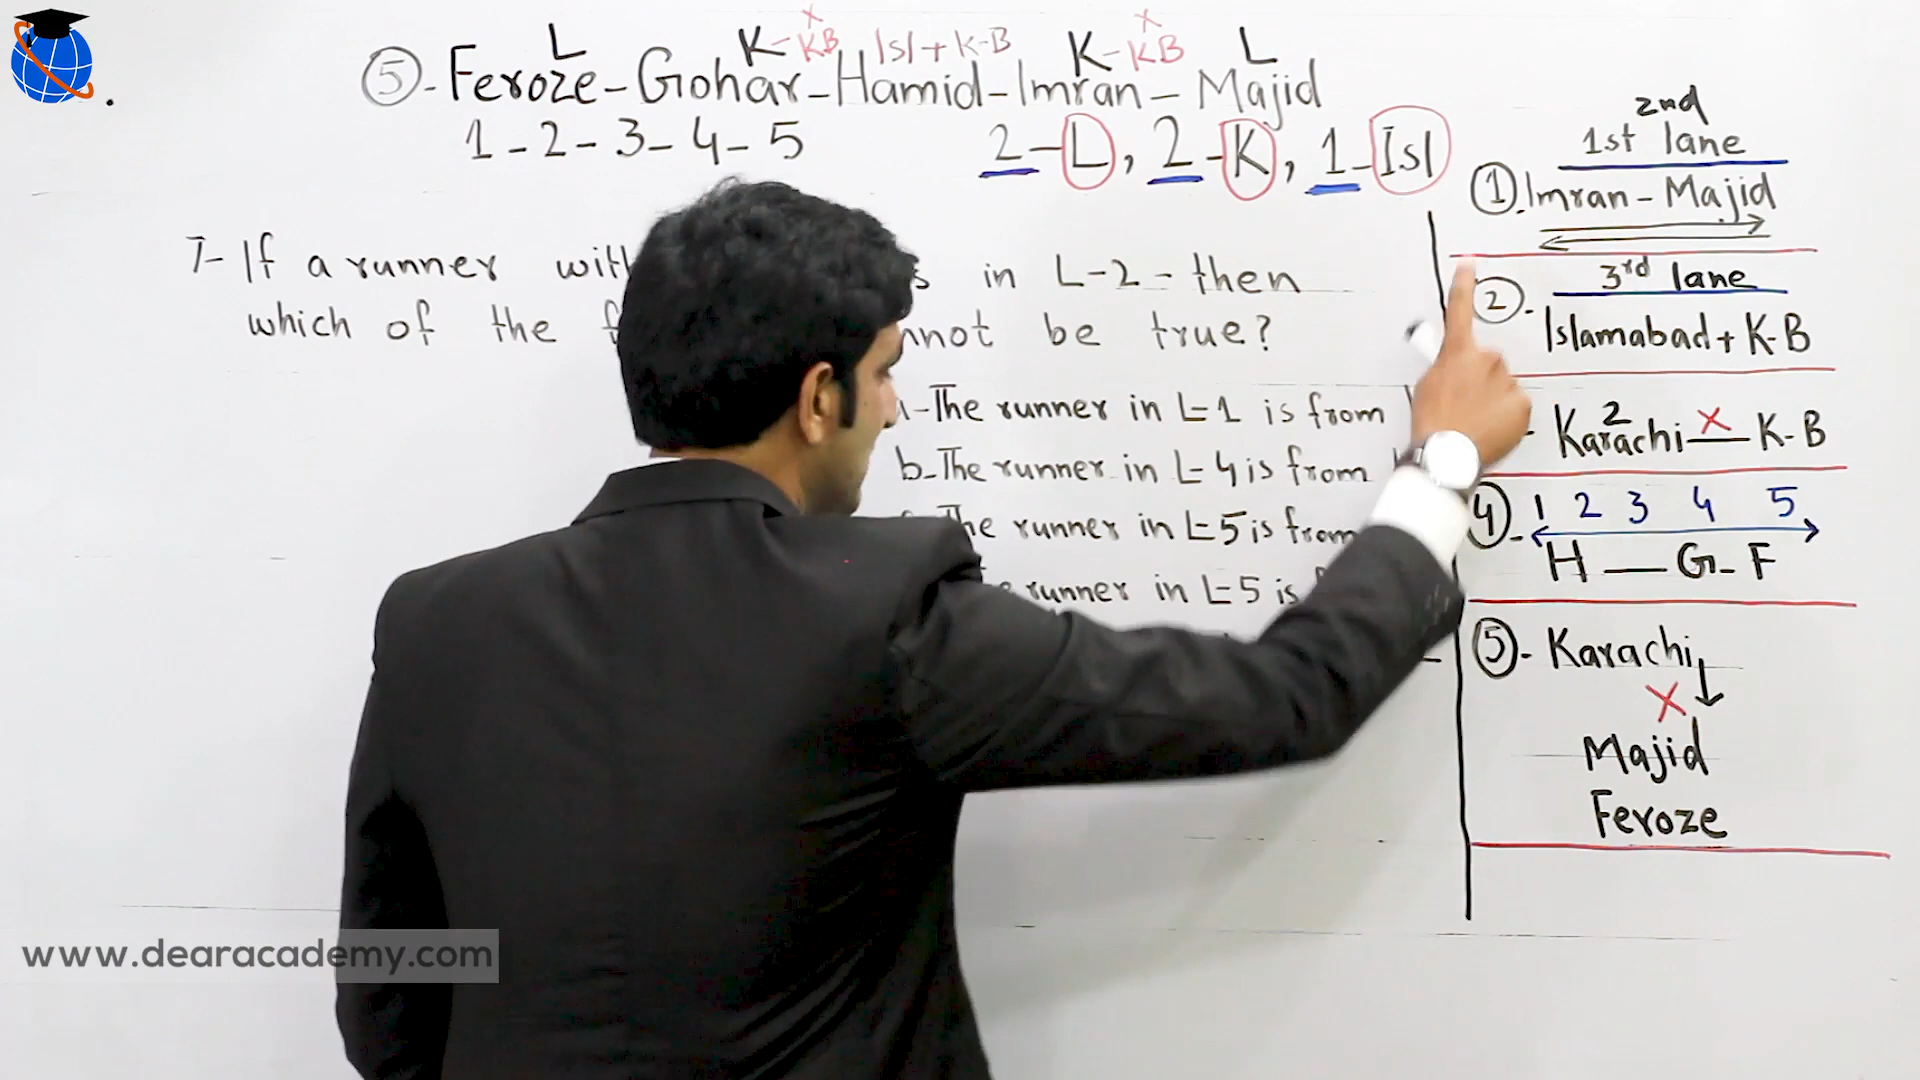 L K-KB X Isl+K-B K-KB X L
5- Feroze-Gohar-Hamid-Imran-Majid
1-2-3-4-5 2-L, 2-K, 1-Isl
7- If a runner in L-2-then
which of the be true?
The runner in L-1 is from
b-The runner in L-4 is from
The runner in L-5 is from
runner in L-5 is
2nd
1st lane
1. Imran-Majid
3rd lane
2-
Islamabad+K-B
2
Karachi X K-B
4- 1 2 3 4 5
H — G-F
5- Karachi
X
Majid
Feroze
www.dearacademy.com